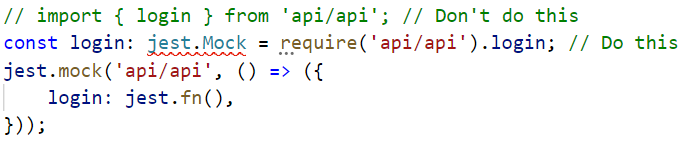 // import { login } from 'api/api'; // Don't do this
const login: jest.Mock = require('api/api').login; // Do this
jest.mock('api/api', () => ({
    login: jest.fn(),
}));